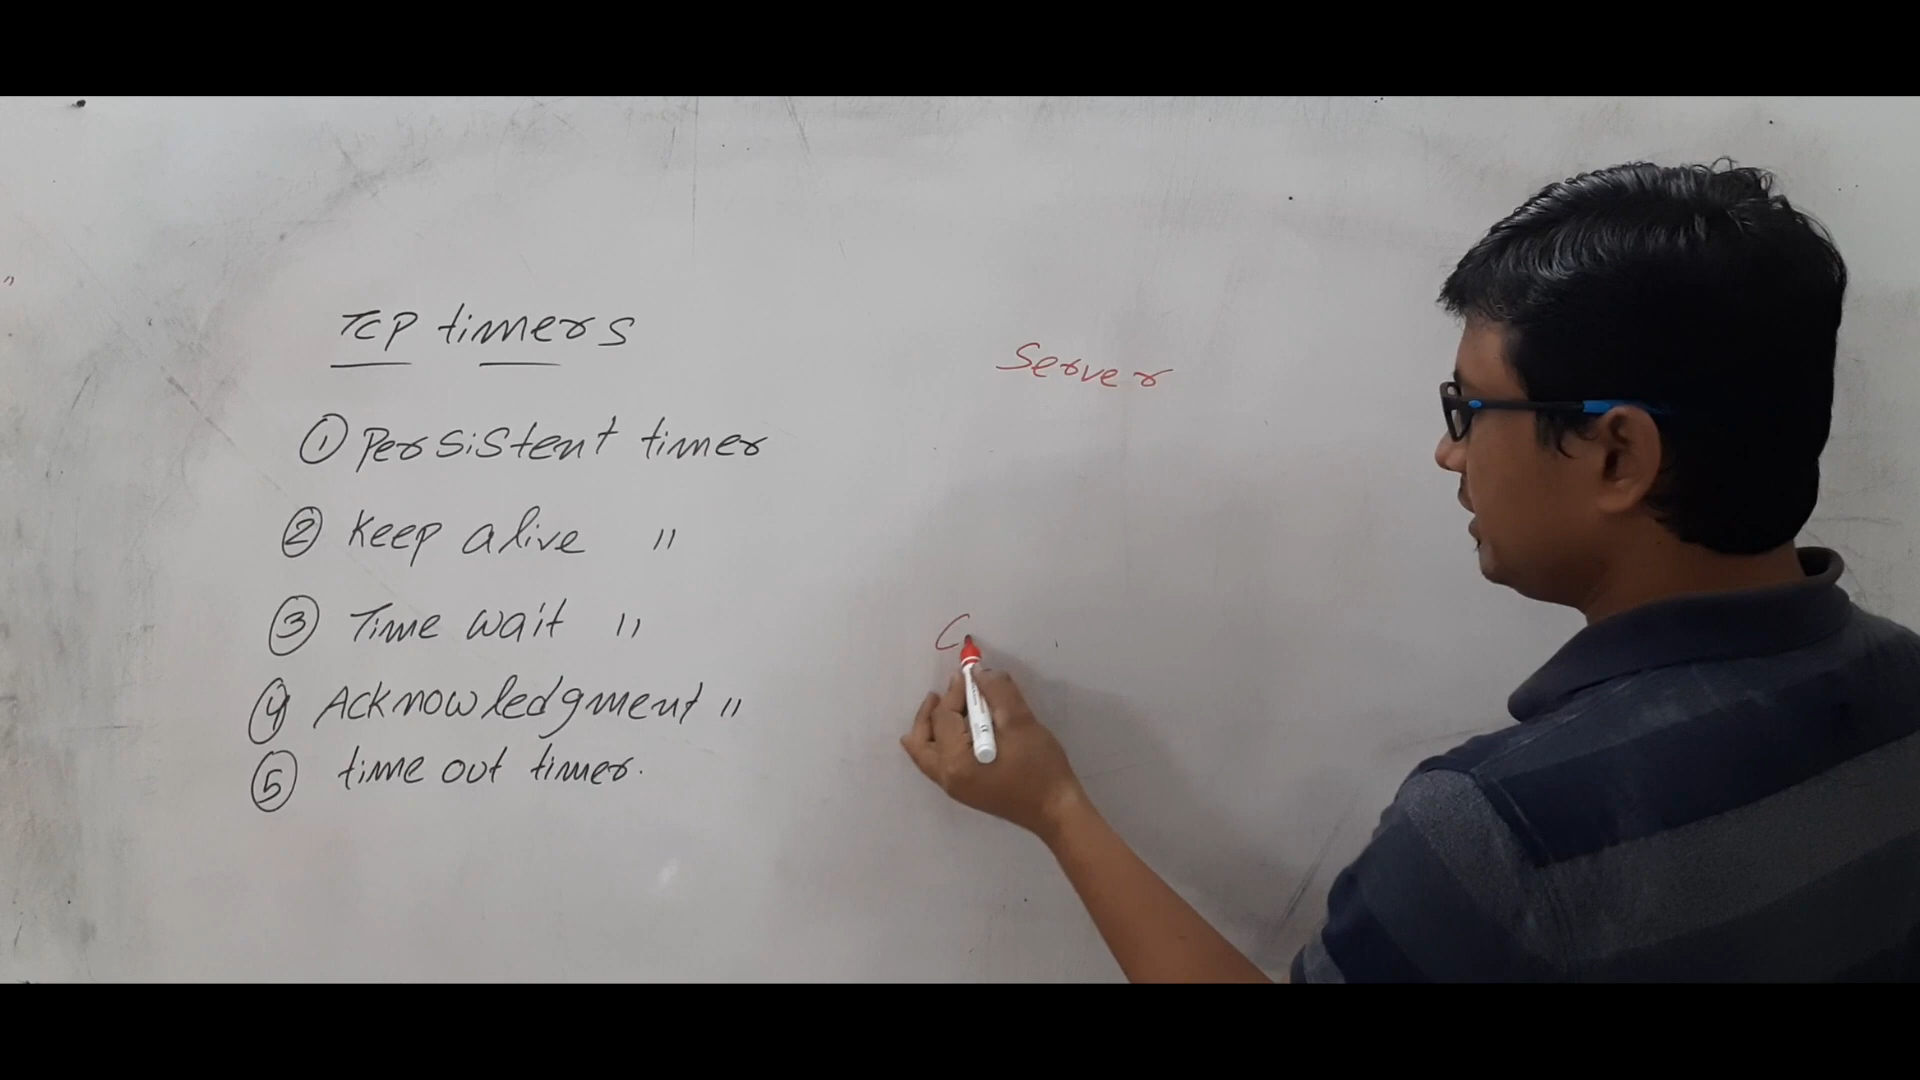 TCP timers
① Persistent timer
② Keep alive "
③ Time wait "
④ Acknowledgment "
⑤ time out timer.
Server
C